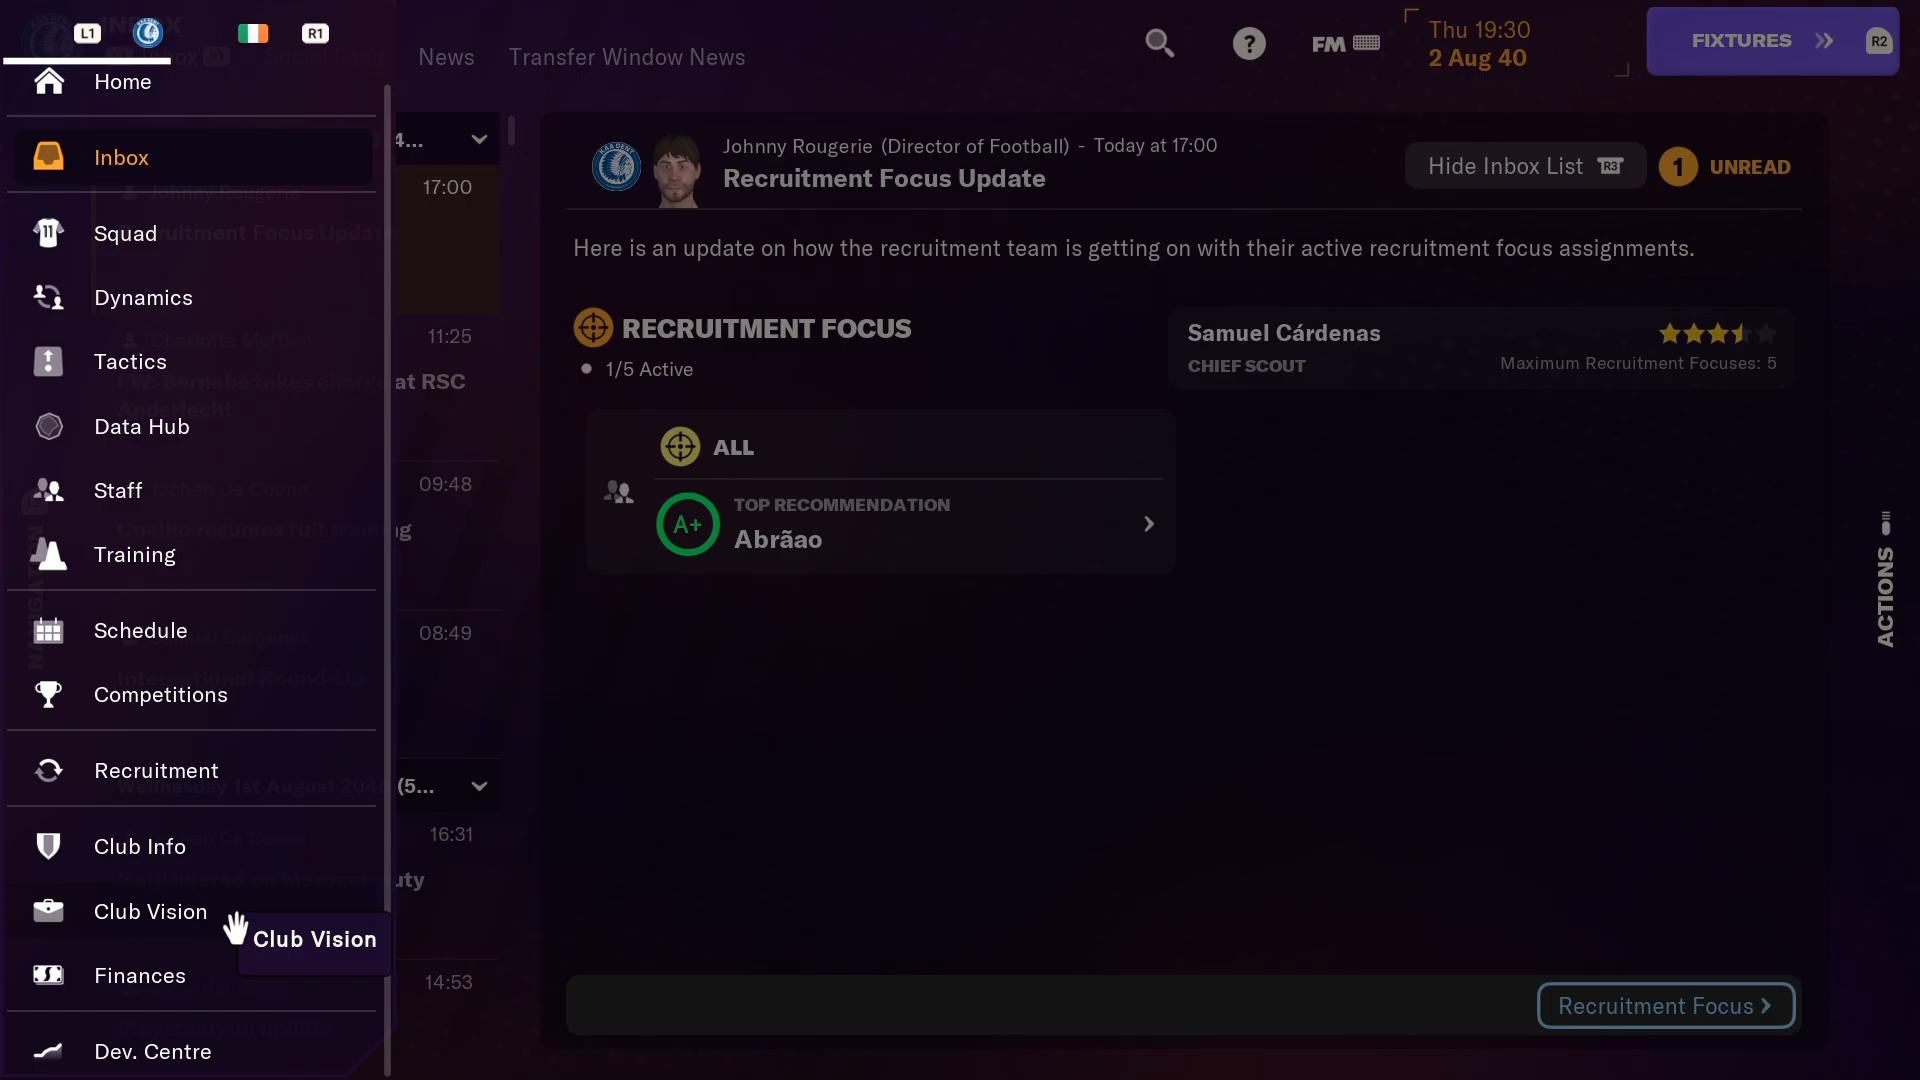 L1
R1
News
Transfer Window News
FM
Thu 19:30
2 Aug 40
FIXTURES
R2
Home
Inbox
Squad
Dynamics
Tactics
Data Hub
Staff
Training
Schedule
Competitions
Recruitment
Club Info
Club Vision
Club Vision
Finances
Dev. Centre
4...
17:00
11:25
at RSC
09:48
08:49
(5...
16:31
14:53
Johnny Rougerie (Director of Football) - Today at 17:00
Recruitment Focus Update
Hide Inbox List R3
1 UNREAD
Here is an update on how the recruitment team is getting on with their active recruitment focus assignments.
RECRUITMENT FOCUS
1/5 Active
Samuel Cárdenas
CHIEF SCOUT
Maximum Recruitment Focuses: 5
ALL
A+
TOP RECOMMENDATION
Abrãao
ACTIONS
Recruitment Focus